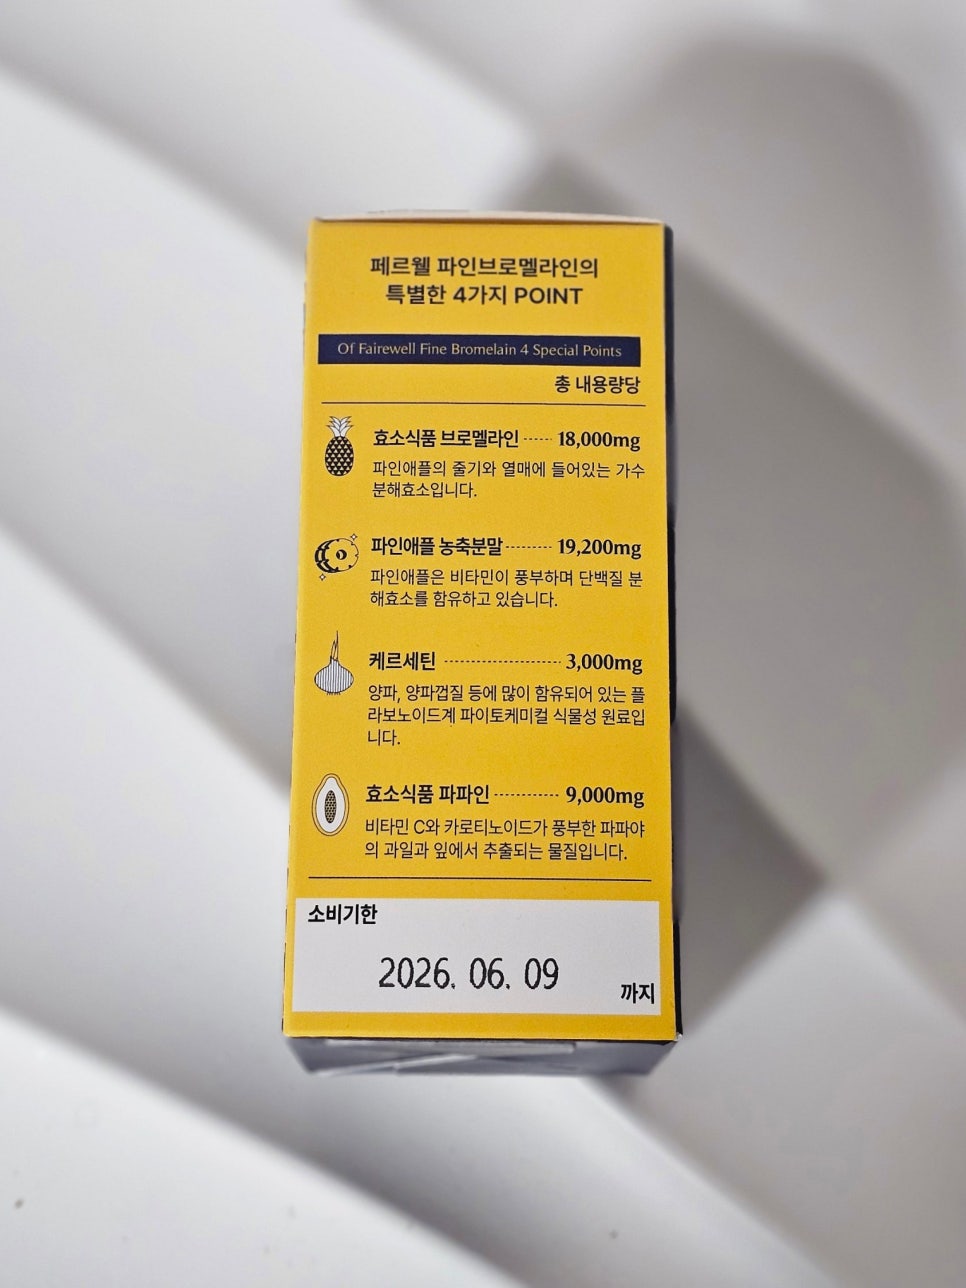 페르웰 파인브로멜라인의
특별한 4가지 POINT
Of Fairewell Fine Bromelain 4 Special Points
총 내용량당
효소식품 브로멜라인 ----- 18,000mg
파인애플의 줄기와 열매에 들어있는 가수
분해효소입니다.
파인애플 농축분말 -------- 19,200mg
파인애플은 비타민이 풍부하며 단백질 분
해효소를 함유하고 있습니다.
케르세틴 -------------------- 3,000mg
양파, 양파껍질 등에 많이 함유되어 있는 플
라보노이드계 파이토케미컬 식물성 원료입
니다.
효소식품 파파인 ----------- 9,000mg
비타민 C와 카로티노이드가 풍부한 파파야
의 과일과 잎에서 추출되는 물질입니다.
소비기한
2026. 06. 09
까지